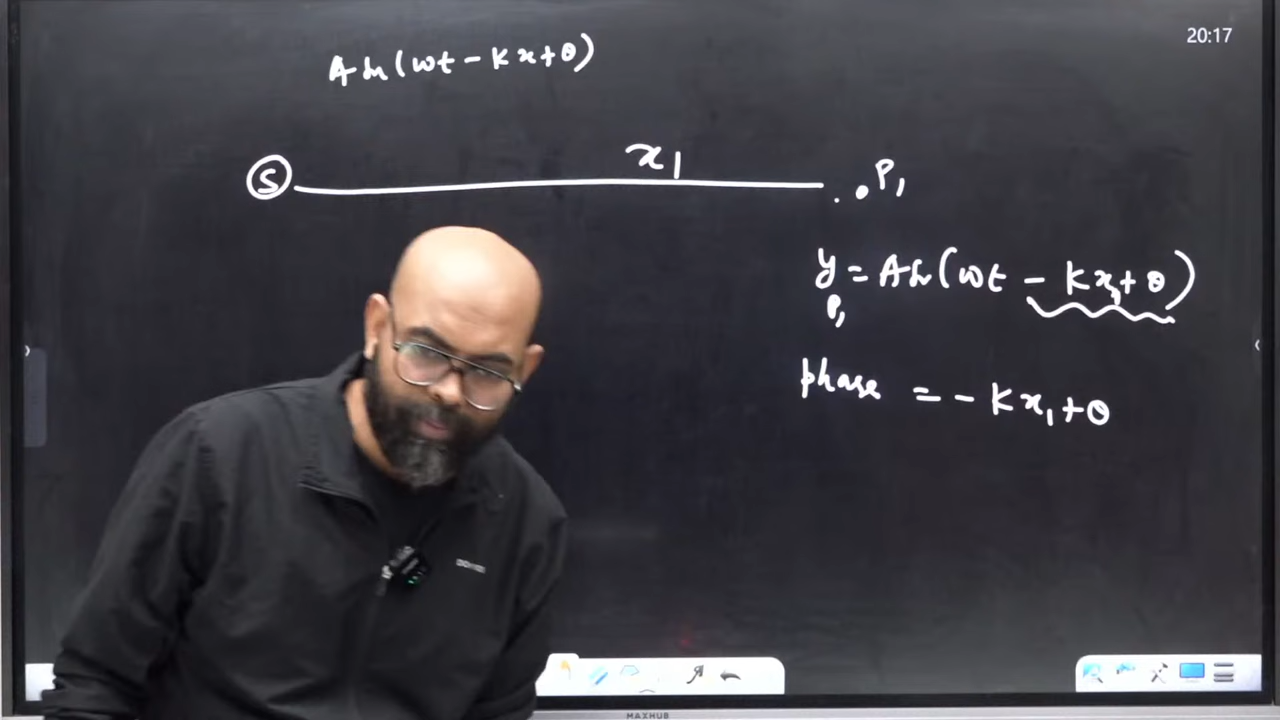 20:17
A sin(ωt - kx + θ)
S
x₁
P₁
y = A sin(ωt - kx₁ + θ)
P₁
phase = - kx₁ + θ
MAXHUB